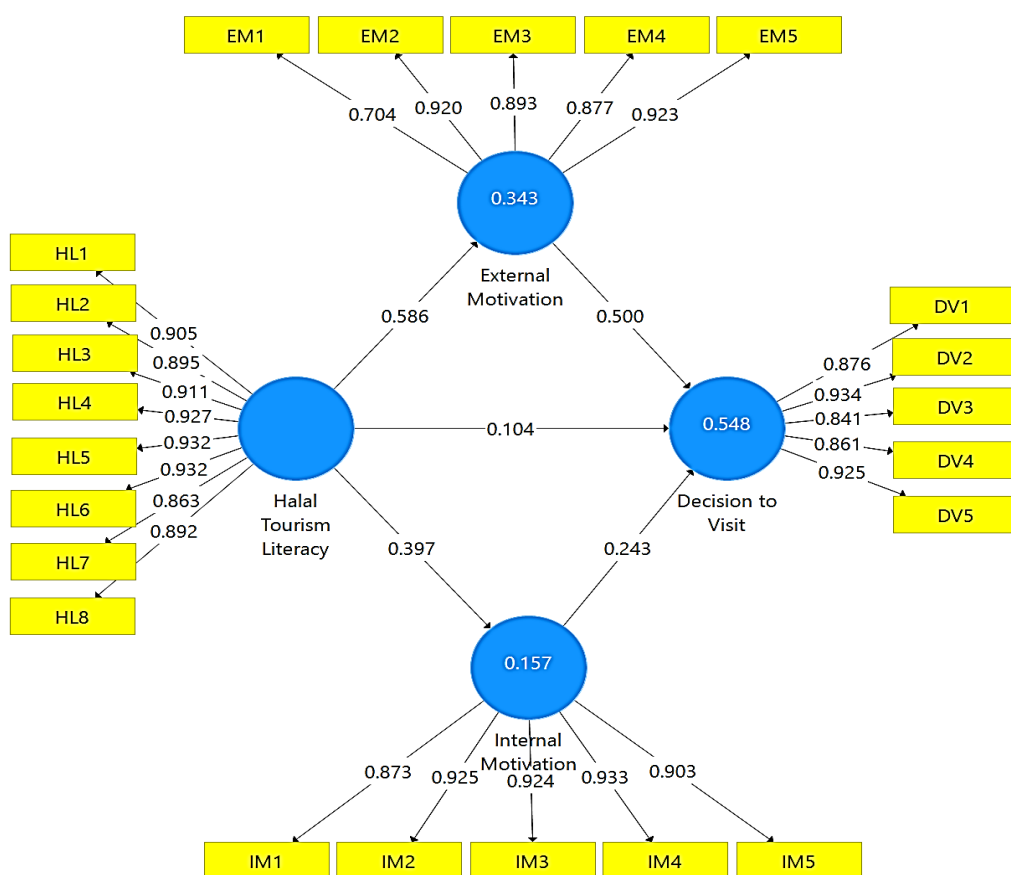 EM1 EM2 EM3 EM4 EM5
0.704 0.920 0.893 0.877 0.923
0.343
External
Motivation
HL1
HL2
HL3
HL4
HL5
HL6
HL7
HL8
0.905
0.895
0.911
0.927
0.932
0.932
0.863
0.892
Halal
Tourism
Literacy
0.586
0.500
0.104
0.397
0.243
0.548
Decision to
Visit
0.876
0.934
0.841
0.861
0.925
DV1
DV2
DV3
DV4
DV5
0.157
Internal
Motivation
0.873 0.925 0.924 0.933 0.903
IM1 IM2 IM3 IM4 IM5